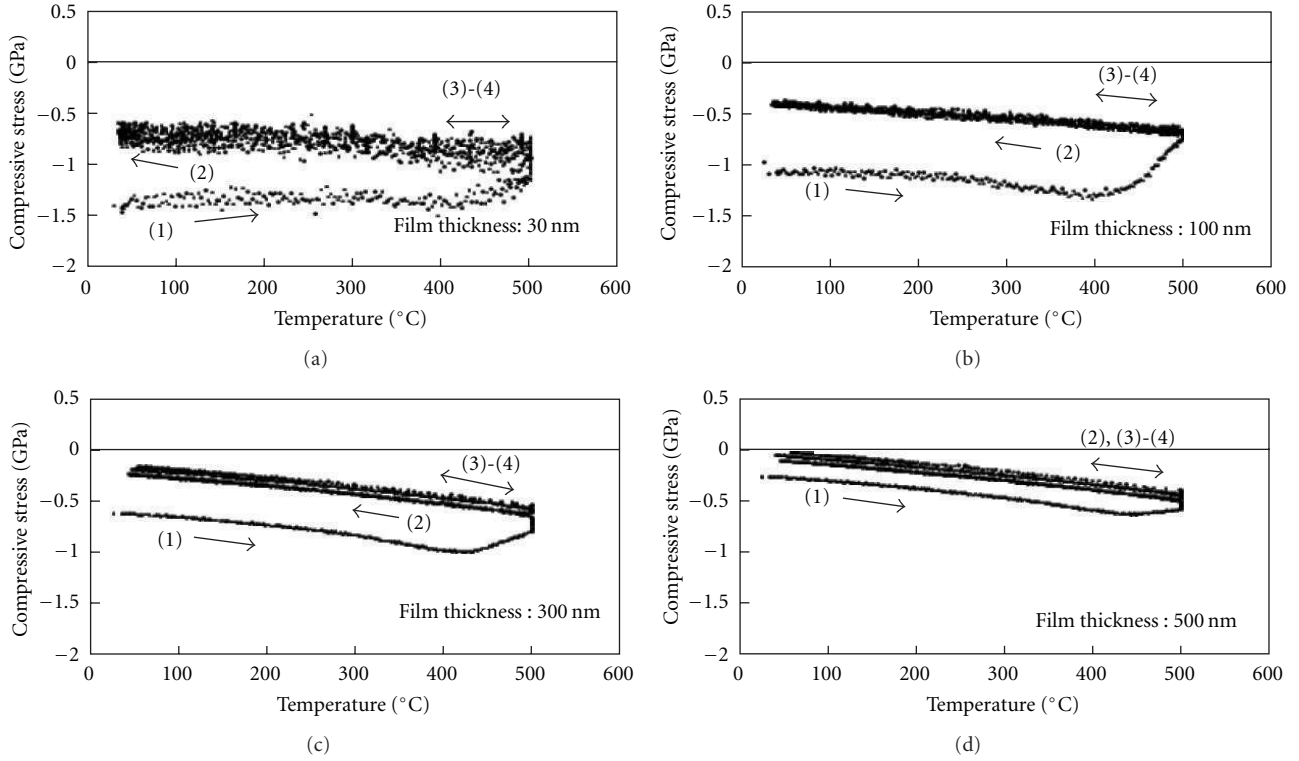 0.5
0
−0.5
−1
−1.5
−2
Compressive stress (GPa)
(3)-(4)
(2)
(1)
Film thickness: 30 nm
0 100 200 300 400 500 600
Temperature (°C)
(a)
0.5
0
−0.5
−1
−1.5
−2
Compressive stress (GPa)
(3)-(4)
(2)
(1)
Film thickness : 100 nm
0 100 200 300 400 500 600
Temperature (°C)
(b)
0.5
0
−0.5
−1
−1.5
−2
Compressive stress (GPa)
(3)-(4)
(2)
(1)
Film thickness : 300 nm
0 100 200 300 400 500 600
Temperature (°C)
(c)
0.5
0
−0.5
−1
−1.5
−2
Compressive stress (GPa)
(2), (3)-(4)
(1)
Film thickness : 500 nm
0 100 200 300 400 500 600
Temperature (°C)
(d)